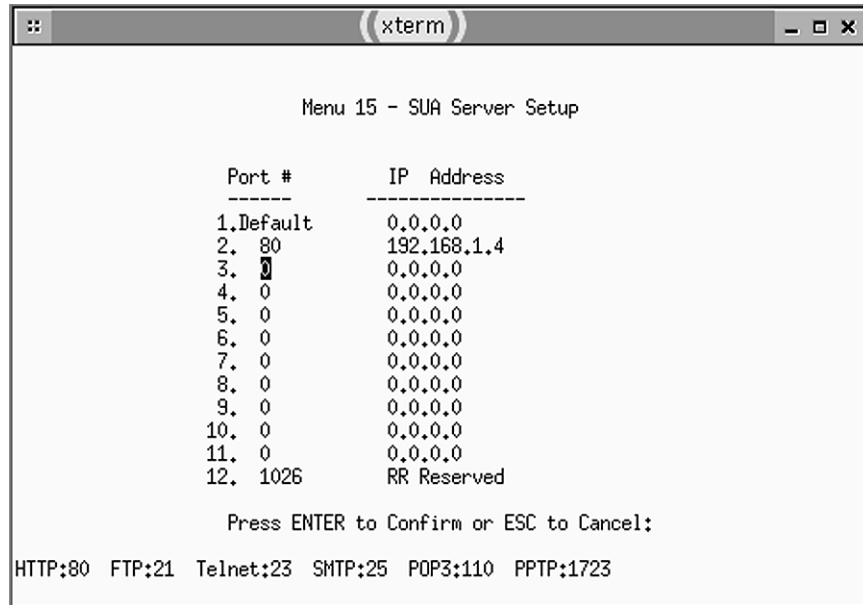 xterm
Menu 15 - SUA Server Setup
Port # IP Address
------ ---------------
1.Default 0.0.0.0
2. 80 192.168.1.4
3. 0 0.0.0.0
4. 0 0.0.0.0
5. 0 0.0.0.0
6. 0 0.0.0.0
7. 0 0.0.0.0
8. 0 0.0.0.0
9. 0 0.0.0.0
10. 0 0.0.0.0
11. 0 0.0.0.0
12. 1026 RR Reserved
Press ENTER to Confirm or ESC to Cancel:
HTTP:80 FTP:21 Telnet:23 SMTP:25 POP3:110 PPTP:1723